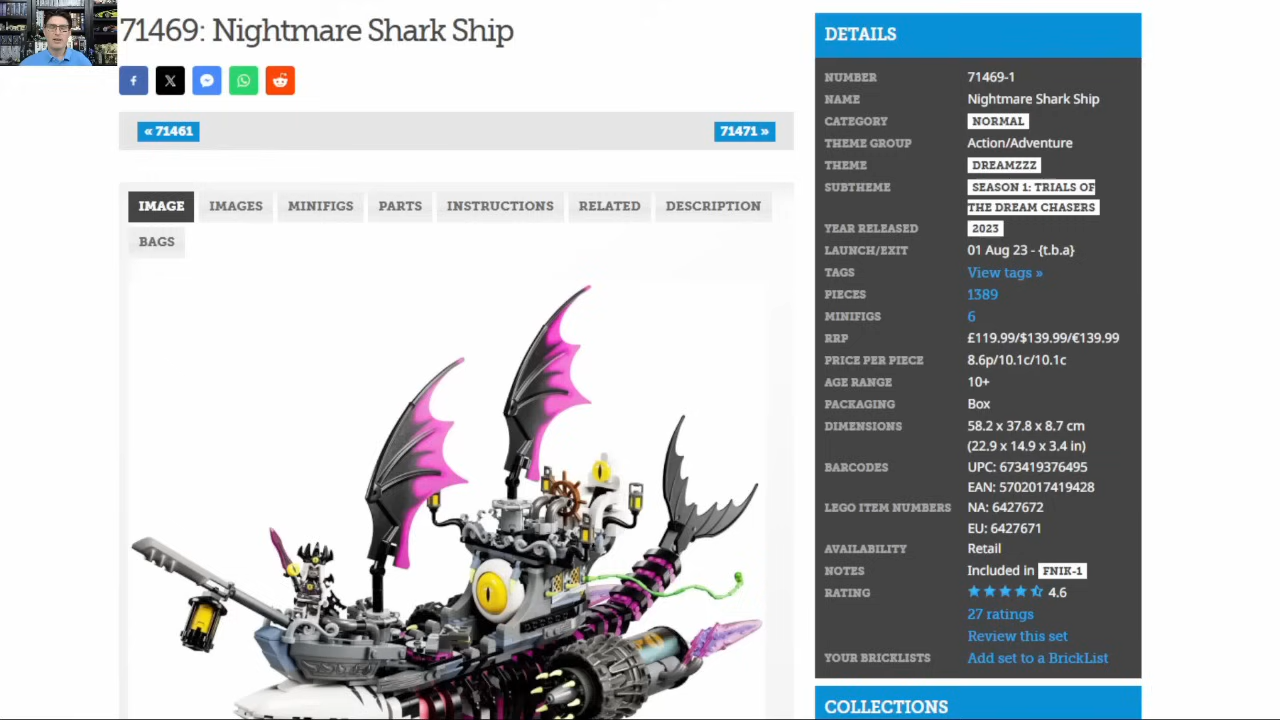 71469: Nightmare Shark Ship
« 71461
71471 »
IMAGE
IMAGES
MINIFIGS
PARTS
INSTRUCTIONS
RELATED
DESCRIPTION
BAGS
DETAILS
NUMBER 71469-1
NAME Nightmare Shark Ship
CATEGORY NORMAL
THEME GROUP Action/Adventure
THEME DREAMZZZ
SUBTHEME SEASON 1: TRIALS OF
THE DREAM CHASERS
YEAR RELEASED 2023
LAUNCH/EXIT 01 Aug 23 - {t.b.a}
TAGS View tags »
PIECES 1389
MINIFIGS 6
RRP £119.99/$139.99/€139.99
PRICE PER PIECE 8.6p/10.1c/10.1c
AGE RANGE 10+
PACKAGING Box
DIMENSIONS 58.2 x 37.8 x 8.7 cm
(22.9 x 14.9 x 3.4 in)
BARCODES UPC: 673419376495
EAN: 5702017419428
LEGO ITEM NUMBERS NA: 6427672
EU: 6427671
AVAILABILITY Retail
NOTES Included in FNIK-1
RATING 4.6
27 ratings
Review this set
YOUR BRICKLISTS Add set to a BrickList
COLLECTIONS